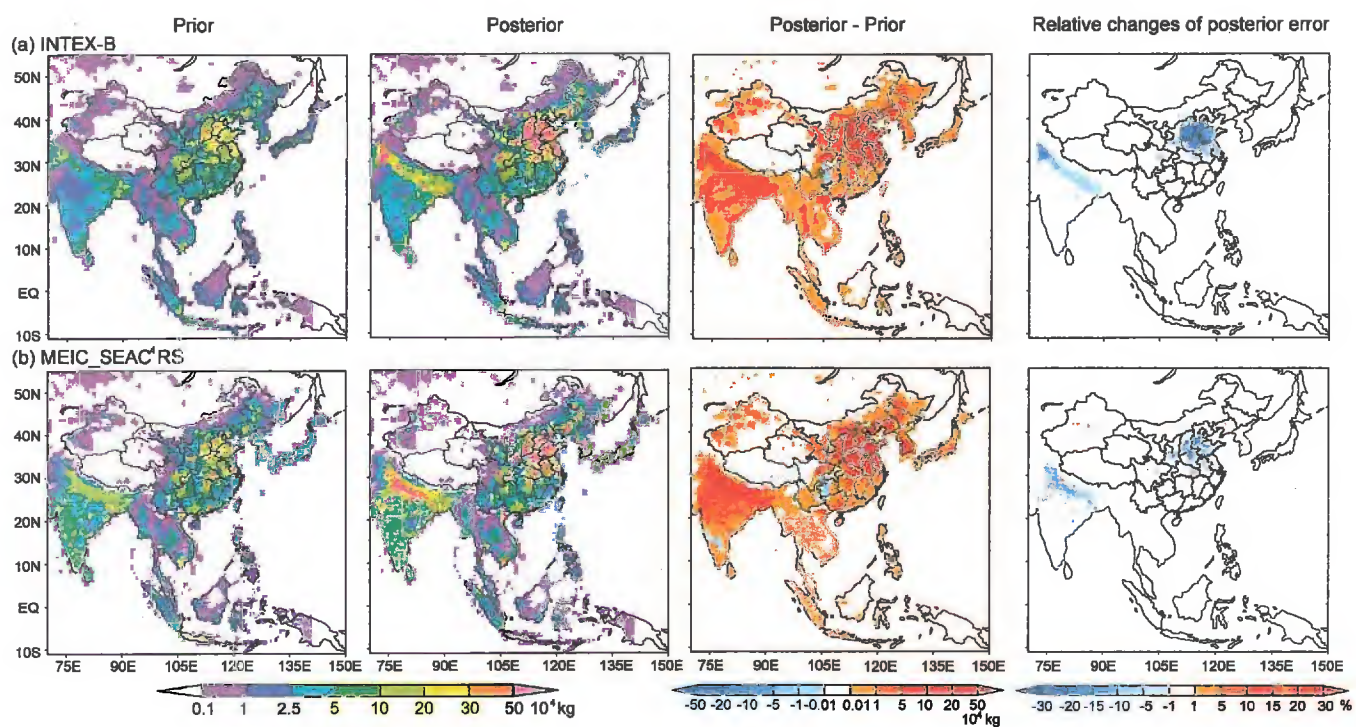 Prior Posterior Posterior - Prior Relative changes of posterior error
(a) INTEX-B
50N
40N
30N
20N
10N
EQ
10S
(b) MEIC_SEAC⁴RS
50N
40N
30N
20N
10N
EQ
10S
75E 90E 105E 120E 135E 150E 75E 90E 105E 120E 135E 150E 75E 90E 105E 120E 135E 150E 75E 90E 105E 120E 135E 150E
0.1 1 2.5 5 10 20 30 50 10⁴ kg -50 -20 -10 -5 -1 -0.01 0.01 1 5 10 20 50 -30 -20 -15 -10 -5 -1 1 5 10 15 20 30 %
10⁴ kg